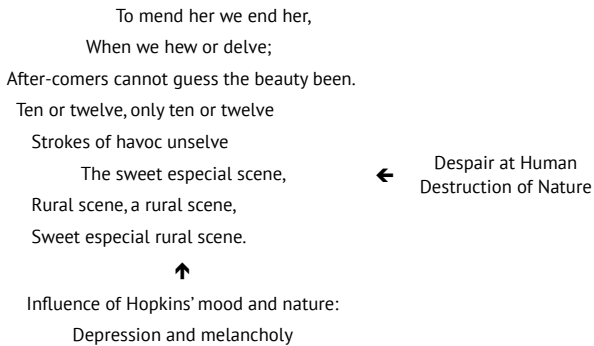 To mend her we end her,
When we hew or delve;
After-comers cannot guess the beauty been.
Ten or twelve, only ten or twelve
Strokes of havoc unselve
The sweet especial scene,
Rural scene, a rural scene,
Sweet especial rural scene.
🡨 Despair at Human
Destruction of Nature
🡩
Influence of Hopkins’ mood and nature:
Depression and melancholy